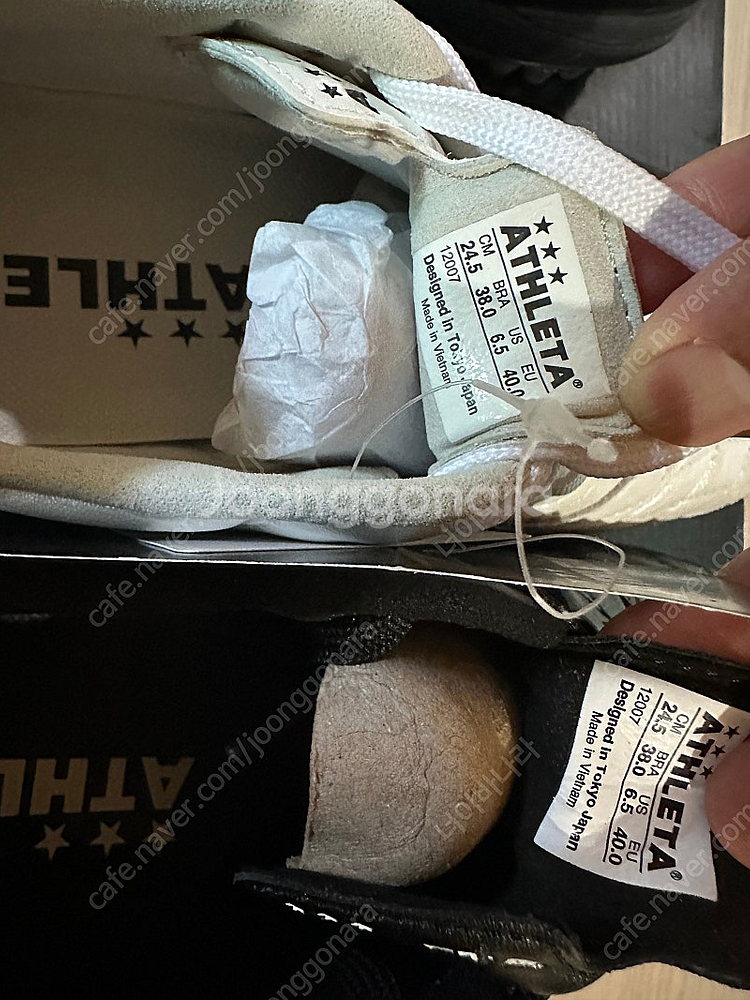 ★★★
ATHLETA®
CM BRA US EU
24.5 38.0 6.5 40.0
12007
Designed in Tokyo Japan
Made in Vietnam
ATHLE
★★★
joonggonara
ATHLETA®
CM BRA US EU
24.5 38.0 6.5 40.0
12007
Designed in Tokyo Japan
Made in Vietnam
ATH
★★★
cafe.naver.com/joonggonara